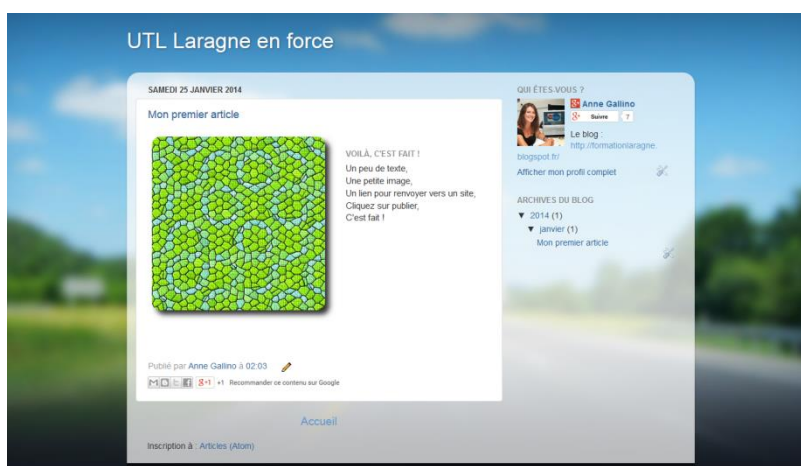 UTL Laragne en force
SAMEDI 25 JANVIER 2014
Mon premier article
VOILÀ, C'EST FAIT !
Un peu de texte,
Une petite image,
Un lien pour renvoyer vers un site,
Cliquez sur publier,
C'est fait !
Publié par Anne Gallino à 02:03
g+1 +1 Recommander ce contenu sur Google
Accueil
Inscription à : Articles (Atom)
QUI ÊTES-VOUS ?
Anne Gallino
Suivre 7
Le blog :
http://formationlaragne.
blogspot.fr/
Afficher mon profil complet
ARCHIVES DU BLOG
▼ 2014 (1)
▼ janvier (1)
Mon premier article